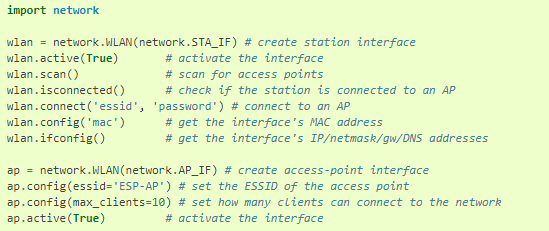 import network
wlan = network.WLAN(network.STA_IF) # create station interface
wlan.active(True)       # activate the interface
wlan.scan()             # scan for access points
wlan.isconnected()      # check if the station is connected to an AP
wlan.connect('essid', 'password') # connect to an AP
wlan.config('mac')      # get the interface's MAC address
wlan.ifconfig()         # get the interface's IP/netmask/gw/DNS addresses
ap = network.WLAN(network.AP_IF) # create access-point interface
ap.config(essid='ESP-AP') # set the ESSID of the access point
ap.config(max_clients=10) # set how many clients can connect to the network
ap.active(True)         # activate the interface